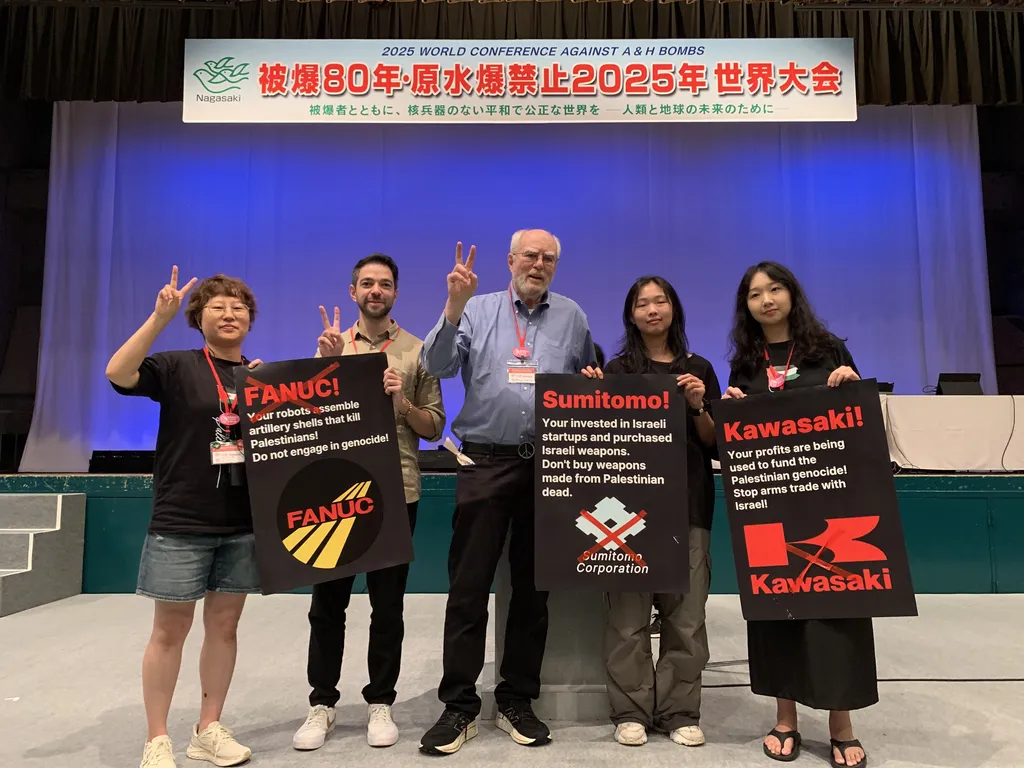 2025 WORLD CONFERENCE AGAINST A & H BOMBS
被爆80年・原水爆禁止2025年 世界大会
Nagasaki
被爆者とともに、核兵器のない平和で公正な世界を ― 人類と地球の未来のために ―
FANUC!
Your robots assemble
artillery shells that kill
Palestinians!
Do not engage in genocide!
FANUC
Sumitomo!
Your invested in Israeli
startups and purchased
Israeli weapons.
Don't buy weapons
made from Palestinian
dead.
Sumitomo
Corporation
Kawasaki!
Your profits are being
used to fund the
Palestinian genocide!
Stop arms trade with
Israel!
Kawasaki